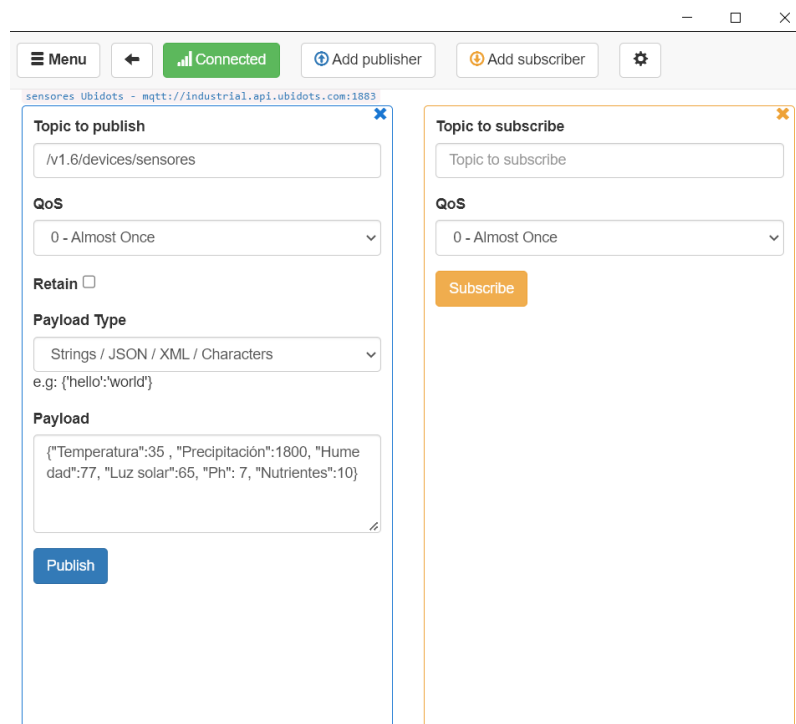 Menu
Connected
Add publisher
Add subscriber
sensores Ubidots - mqtt://industrial.api.ubidots.com:1883
Topic to publish
/v1.6/devices/sensores
QoS
0 - Almost Once
Retain
Payload Type
Strings / JSON / XML / Characters
e.g: {'hello':'world'}
Payload
{"Temperatura":35 , "Precipitación":1800, "Hume
dad":77, "Luz solar":65, "Ph": 7, "Nutrientes":10}
Publish
Topic to subscribe
Topic to subscribe
QoS
0 - Almost Once
Subscribe